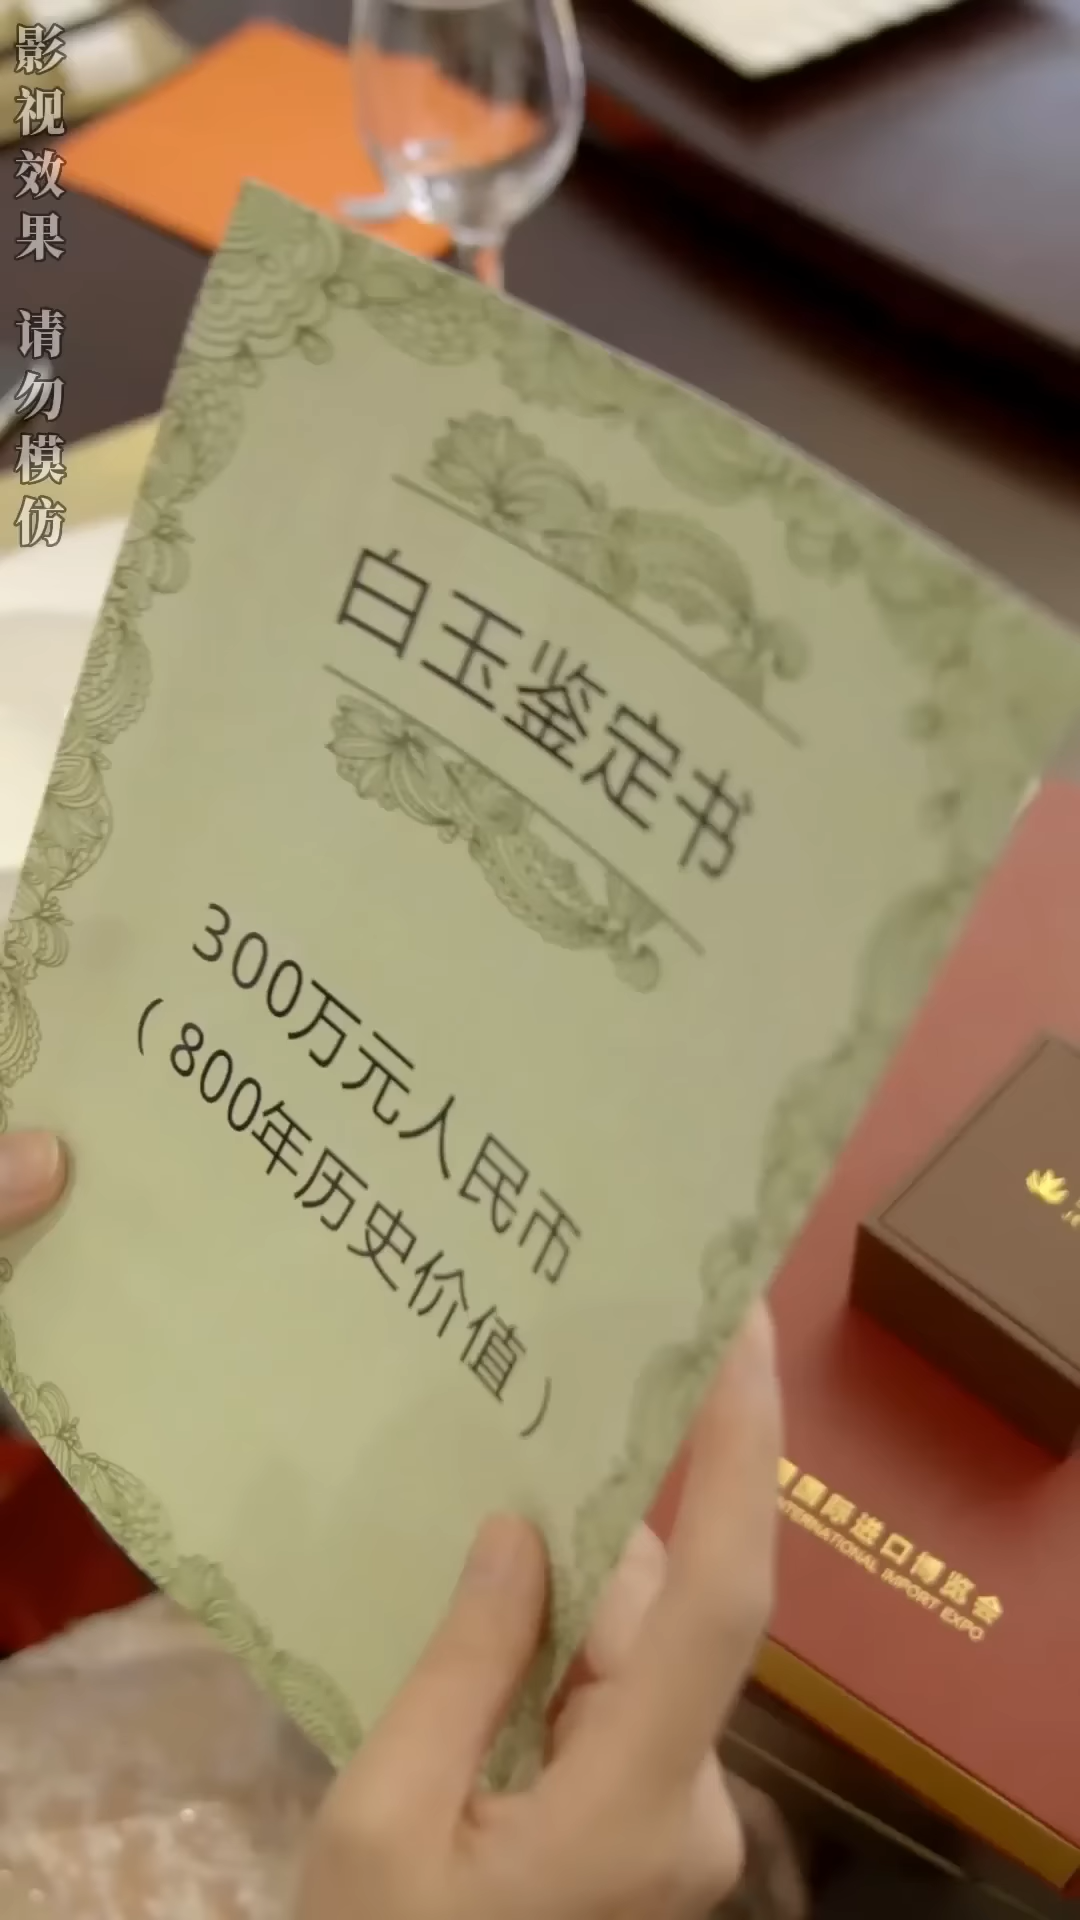 影视效果 请勿模仿
白玉鉴定书
300万元人民币
（800年历史价值）
国国际进口博览会
INTERNATIONAL IMPORT EXPO